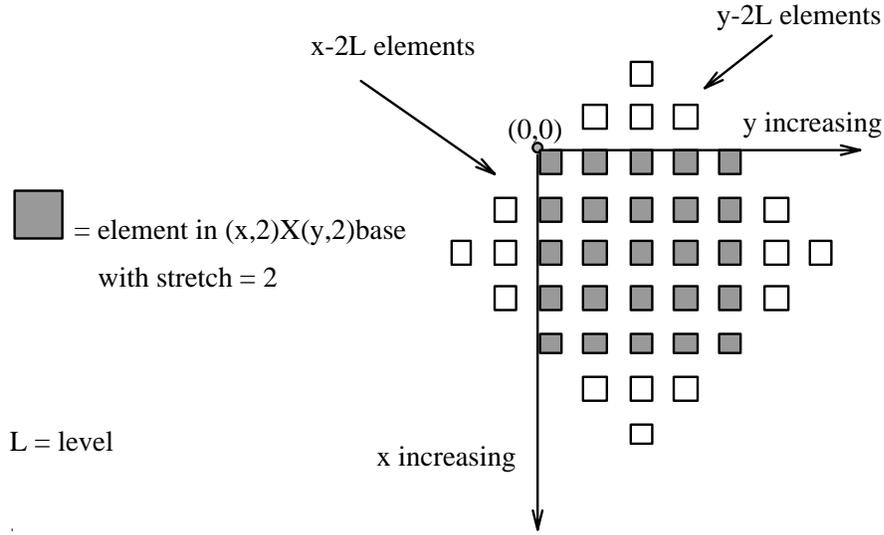 y-2L elements
x-2L elements
(0,0)
y increasing
= element in (x,2)X(y,2)base
with stretch = 2
L = level
x increasing